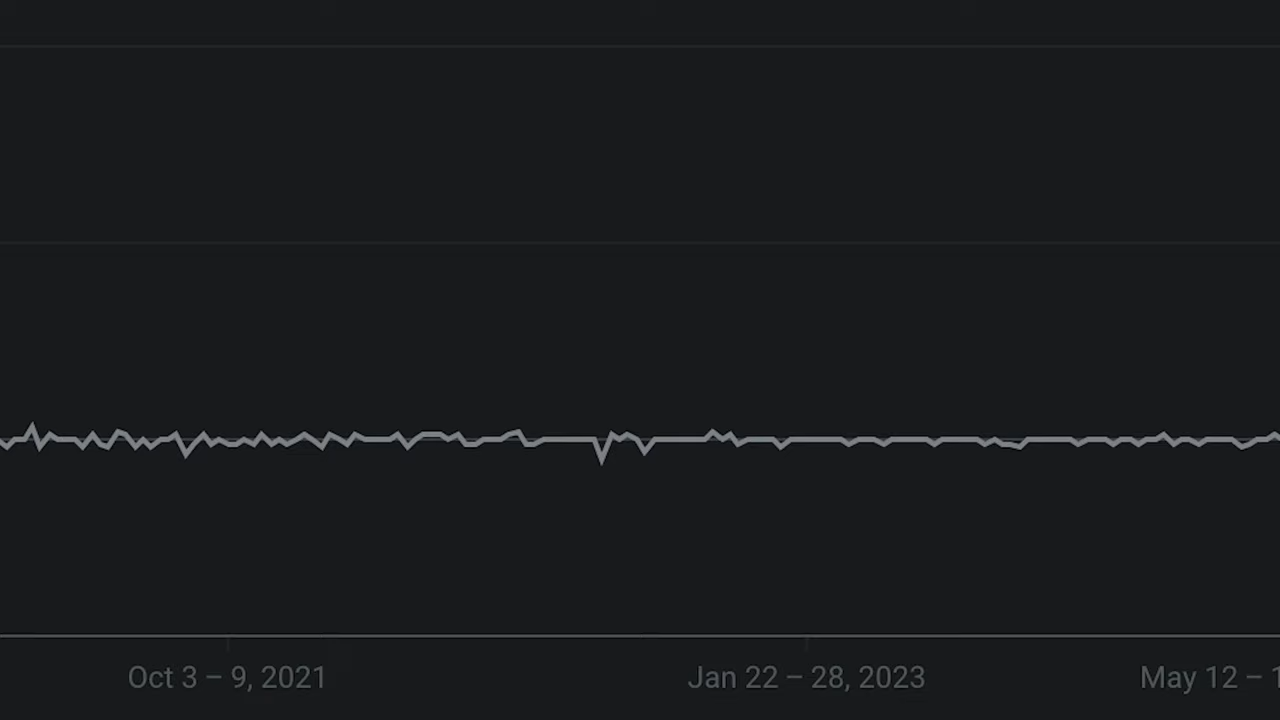 Oct 3 – 9, 2021
Jan 22 – 28, 2023
May 12 –